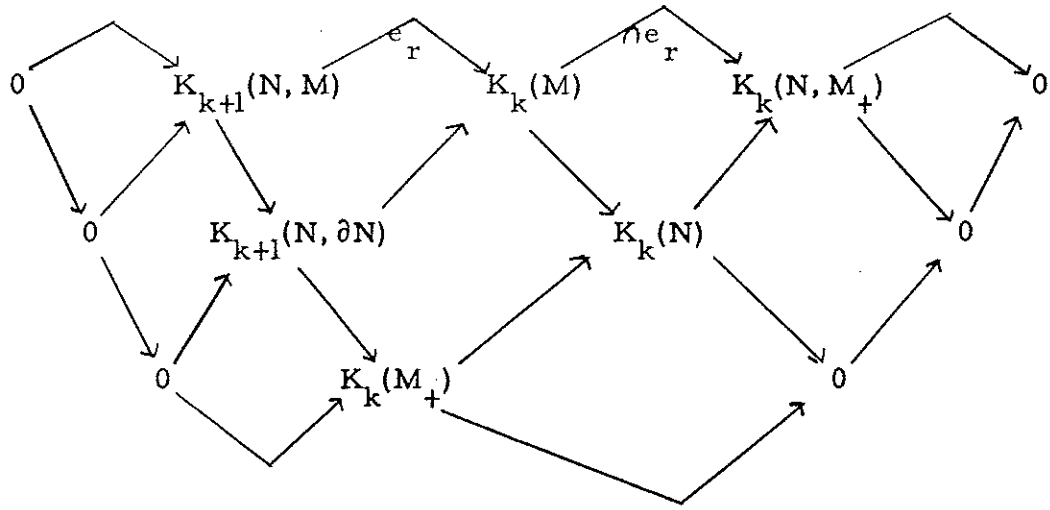 e_r ∩e_r
0 K_{k+1}(N, M) K_k(M) K_k(N, M_+) 0
0 K_{k+1}(N, ∂N) K_k(N) 0
0 K_k(M_+) 0